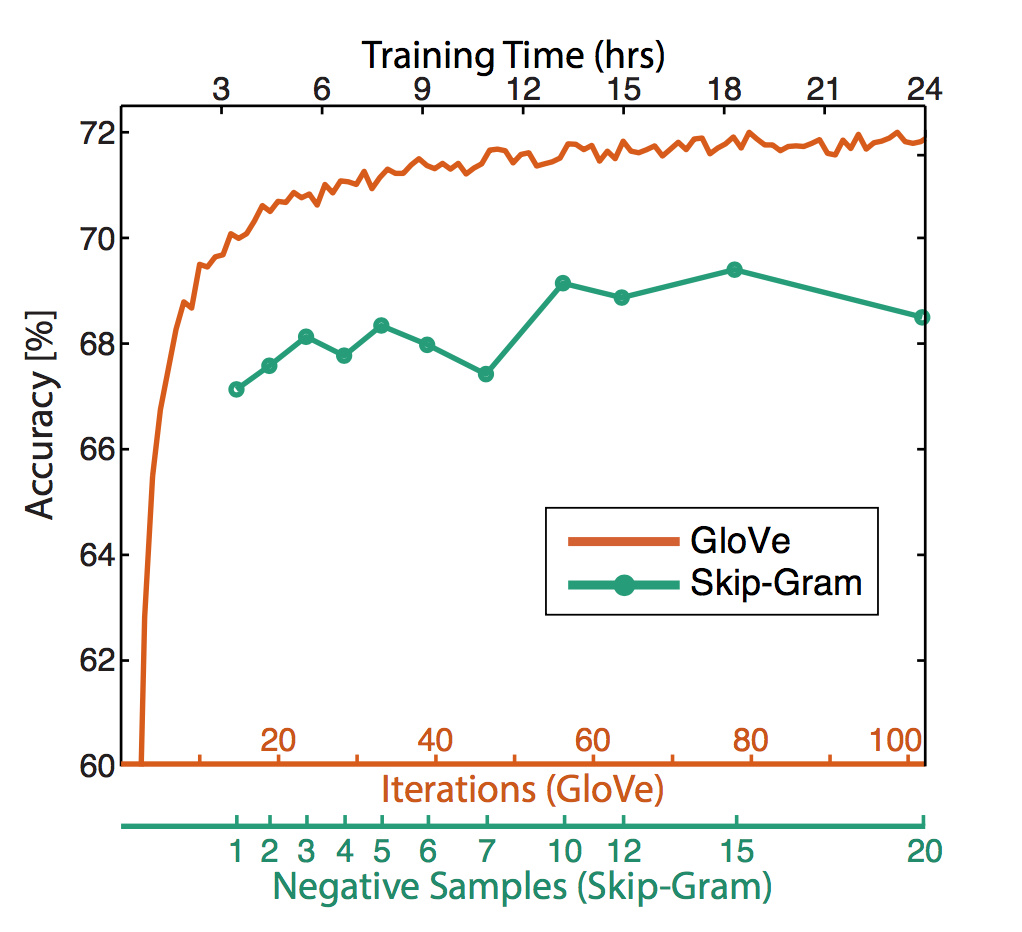 Training Time (hrs)
3 6 9 12 15 18 21 24
72
70
68
66
64
62
60
Accuracy [%]
GloVe
Skip-Gram
20 40 60 80 100
Iterations (GloVe)
1 2 3 4 5 6 7 10 12 15 20
Negative Samples (Skip-Gram)